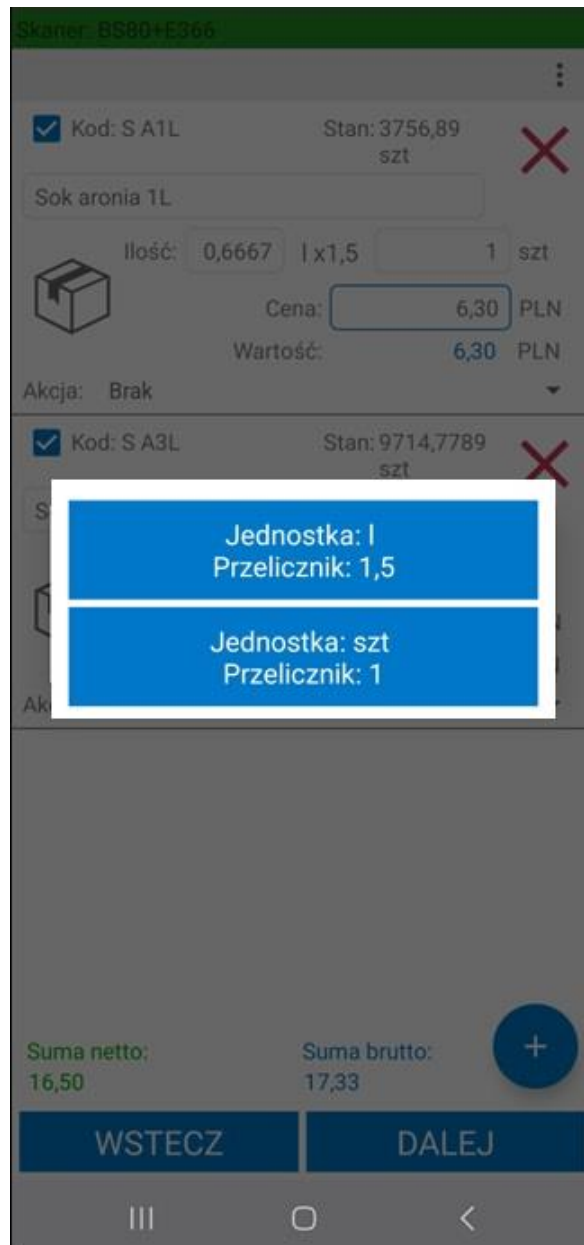 Skaner: BS80+E366
Kod: S A1L
Stan: 3756,89
szt
Sok aronia 1L
Ilość: 0,6667 l x1,5 1 szt
Cena: 6,30 PLN
Wartość: 6,30 PLN
Akcja: Brak
Kod: S A3L
Stan: 9714,7789
szt
Jednostka: l
Przelicznik: 1,5
Jednostka: szt
Przelicznik: 1
Suma netto:
16,50
Suma brutto:
17,33
+
WSTECZ
DALEJ